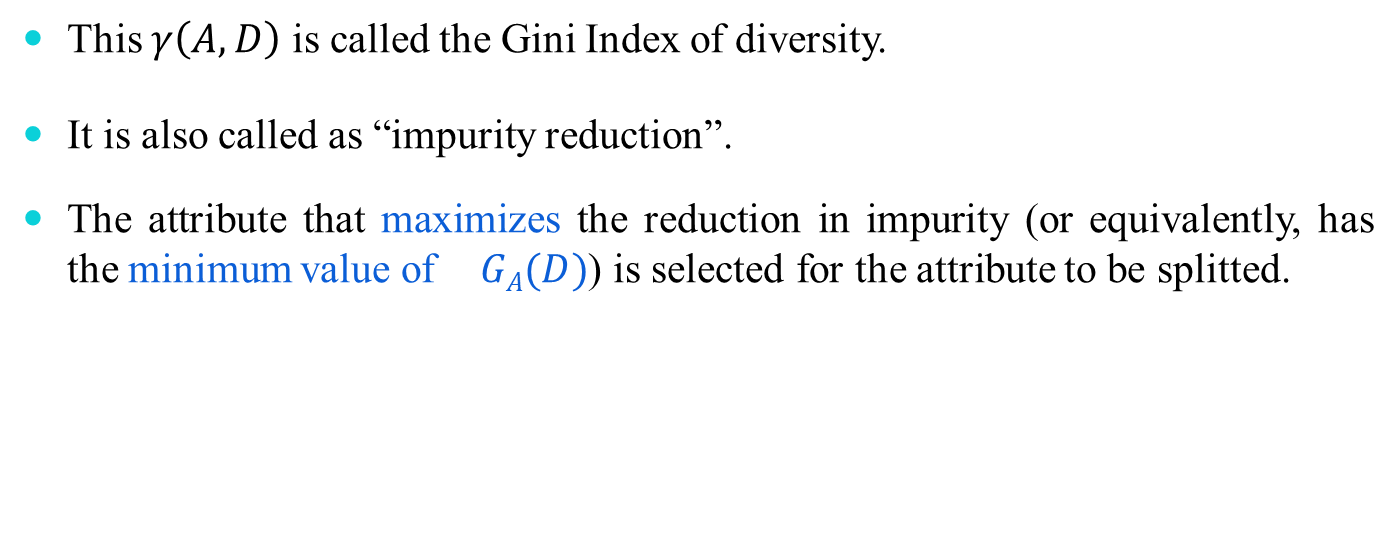 • This γ(A, D) is called the Gini Index of diversity.
• It is also called as “impurity reduction”.
• The attribute that maximizes the reduction in impurity (or equivalently, has
the minimum value of G_A(D)) is selected for the attribute to be splitted.